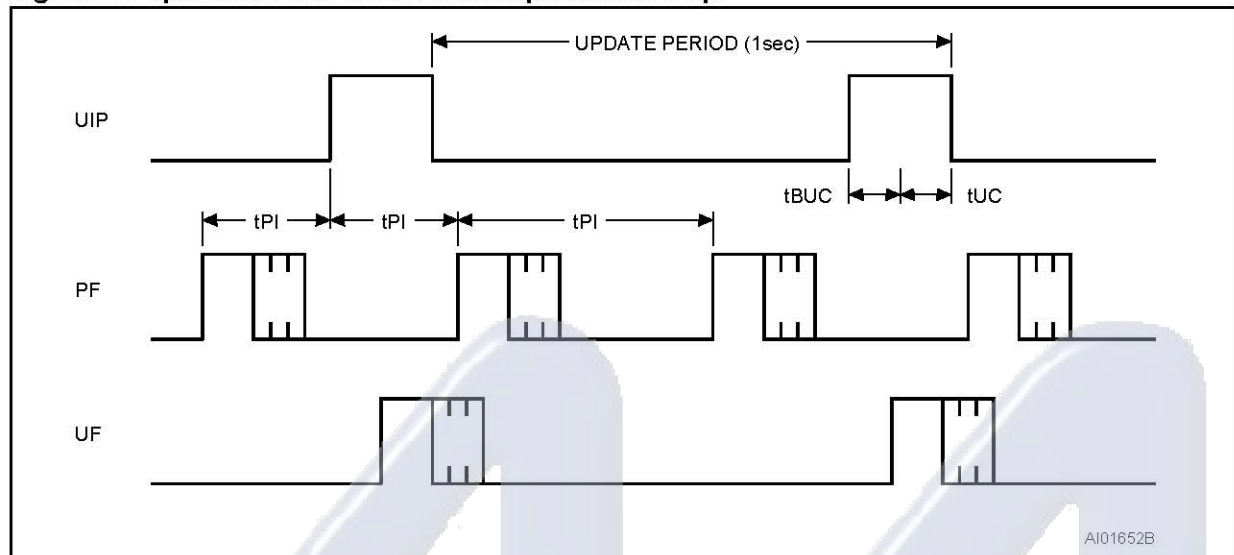 UPDATE PERIOD (1sec)
UIP
tBUC tUC
tPI tPI tPI
PF
UF
AI01652B